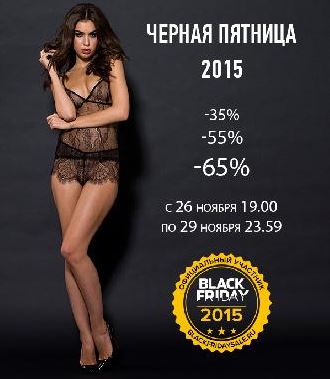 ЧЕРНАЯ ПЯТНИЦА
2015
-35%
-55%
-65%
с 26 ноября 19.00
по 29 ноября 23.59
ОФИЦИАЛЬНЫЙ УЧАСТНИК
BLACK
FRIDAY
2015
BLACKFRIDAYSALE.RU